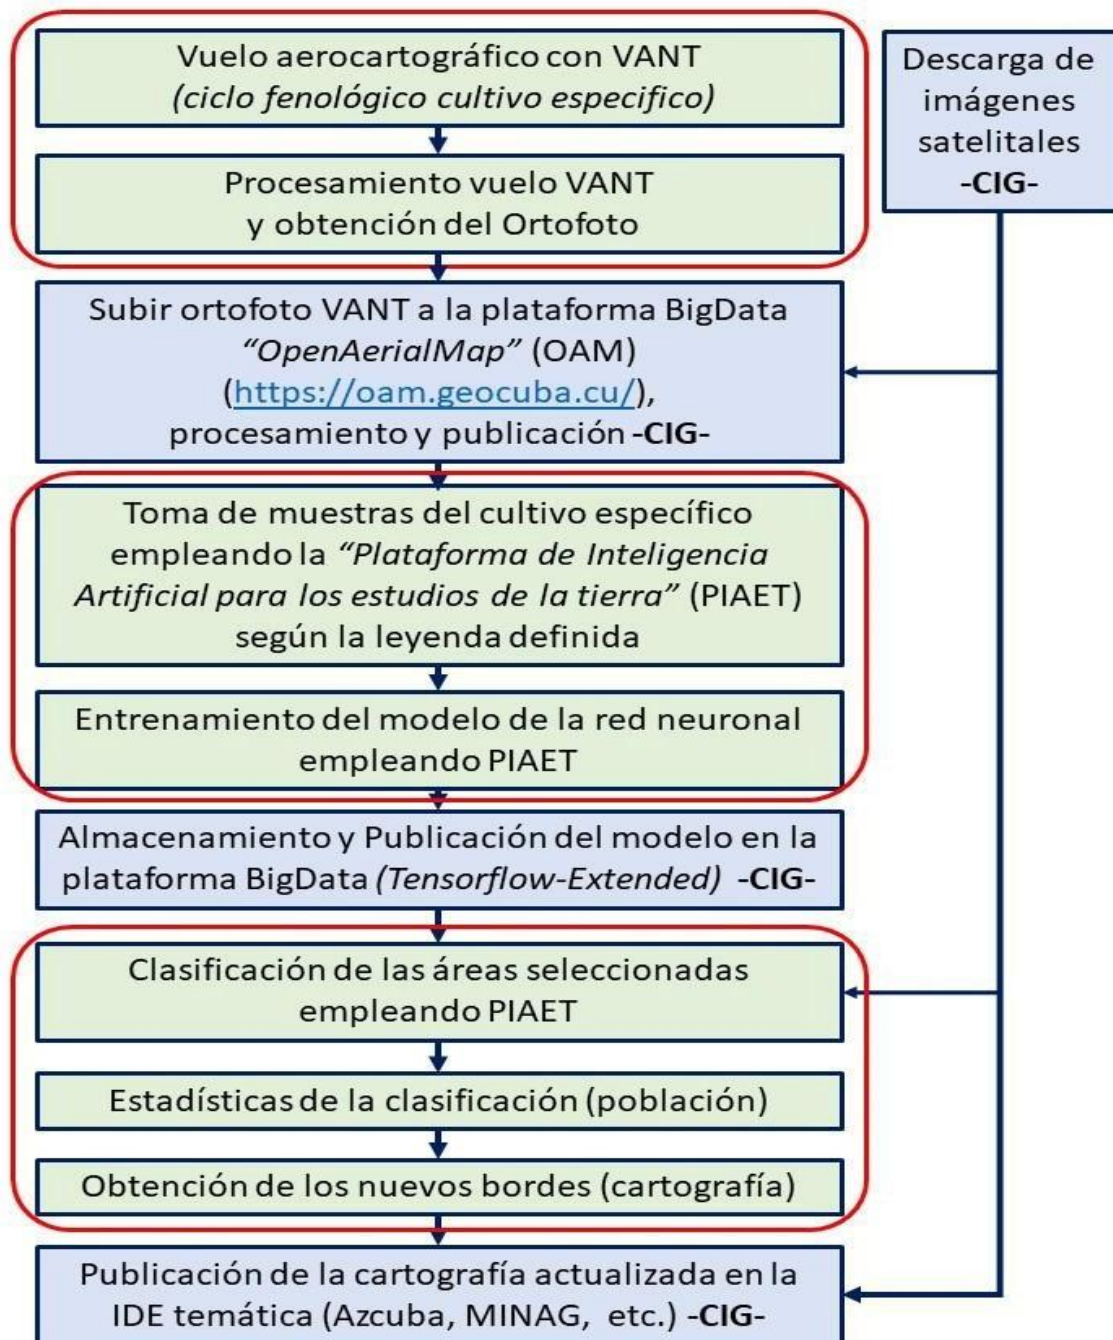 Vuelo aerocartográfico con VANT
(ciclo fenológico cultivo especifico)
Procesamiento vuelo VANT
y obtención del Ortofoto
Subir ortofoto VANT a la plataforma BigData
“OpenAerialMap” (OAM)
(https://oam.geocuba.cu/),
procesamiento y publicación -CIG-
Toma de muestras del cultivo específico
empleando la “Plataforma de Inteligencia
Artificial para los estudios de la tierra” (PIAET)
según la leyenda definida
Entrenamiento del modelo de la red neuronal
empleando PIAET
Almacenamiento y Publicación del modelo en la
plataforma BigData (Tensorflow-Extended) -CIG-
Clasificación de las áreas seleccionadas
empleando PIAET
Estadísticas de la clasificación (población)
Obtención de los nuevos bordes (cartografía)
Publicación de la cartografía actualizada en la
IDE temática (Azcuba, MINAG, etc.) -CIG-
Descarga de
imágenes
satelitales
-CIG-